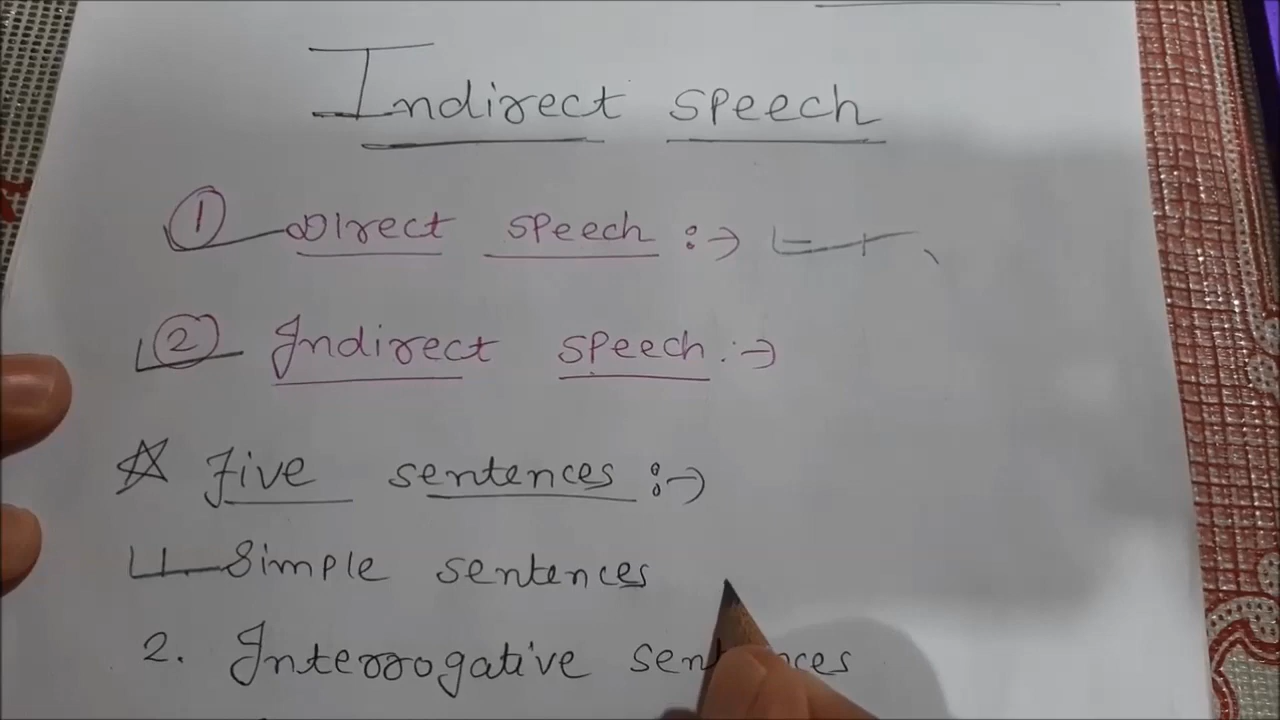 Indirect speech
① Direct speech :→
② Indirect speech :→
☆ Five sentences :→
1. Simple sentences
2. Interrogative sentences